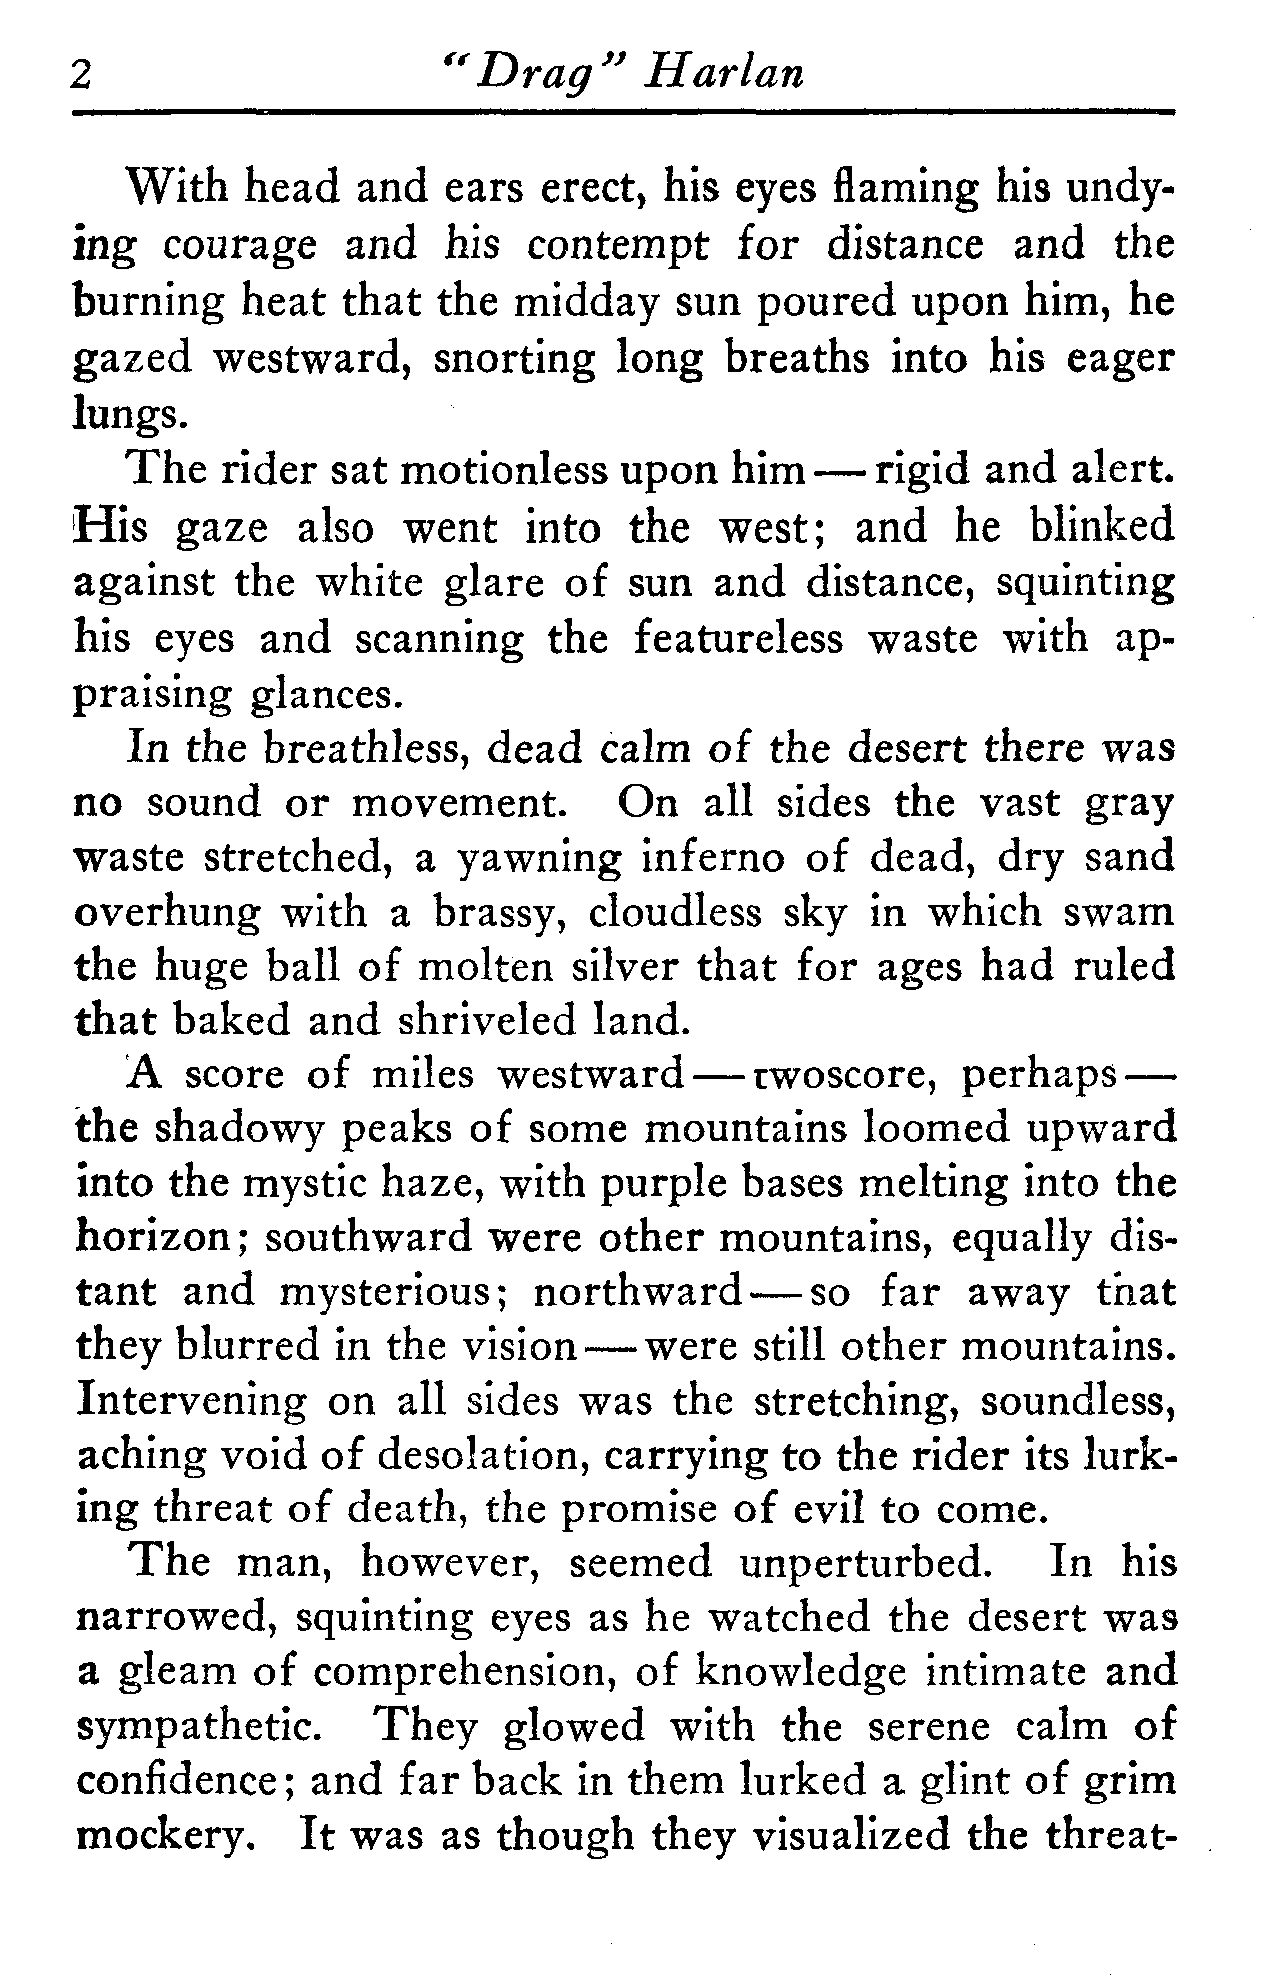 2 “Drag” Harlan
With head and ears erect, his eyes flaming his undy-
ing courage and his contempt for distance and the
burning heat that the midday sun poured upon him, he
gazed westward, snorting long breaths into his eager
lungs.
The rider sat motionless upon him — rigid and alert.
His gaze also went into the west; and he blinked
against the white glare of sun and distance, squinting
his eyes and scanning the featureless waste with ap-
praising glances.
In the breathless, dead calm of the desert there was
no sound or movement. On all sides the vast gray
waste stretched, a yawning inferno of dead, dry sand
overhung with a brassy, cloudless sky in which swam
the huge ball of molten silver that for ages had ruled
that baked and shriveled land.
A score of miles westward — twoscore, perhaps —
the shadowy peaks of some mountains loomed upward
into the mystic haze, with purple bases melting into the
horizon; southward were other mountains, equally dis-
tant and mysterious; northward — so far away that
they blurred in the vision — were still other mountains.
Intervening on all sides was the stretching, soundless,
aching void of desolation, carrying to the rider its lurk-
ing threat of death, the promise of evil to come.
The man, however, seemed unperturbed. In his
narrowed, squinting eyes as he watched the desert was
a gleam of comprehension, of knowledge intimate and
sympathetic. They glowed with the serene calm of
confidence; and far back in them lurked a glint of grim
mockery. It was as though they visualized the threat-